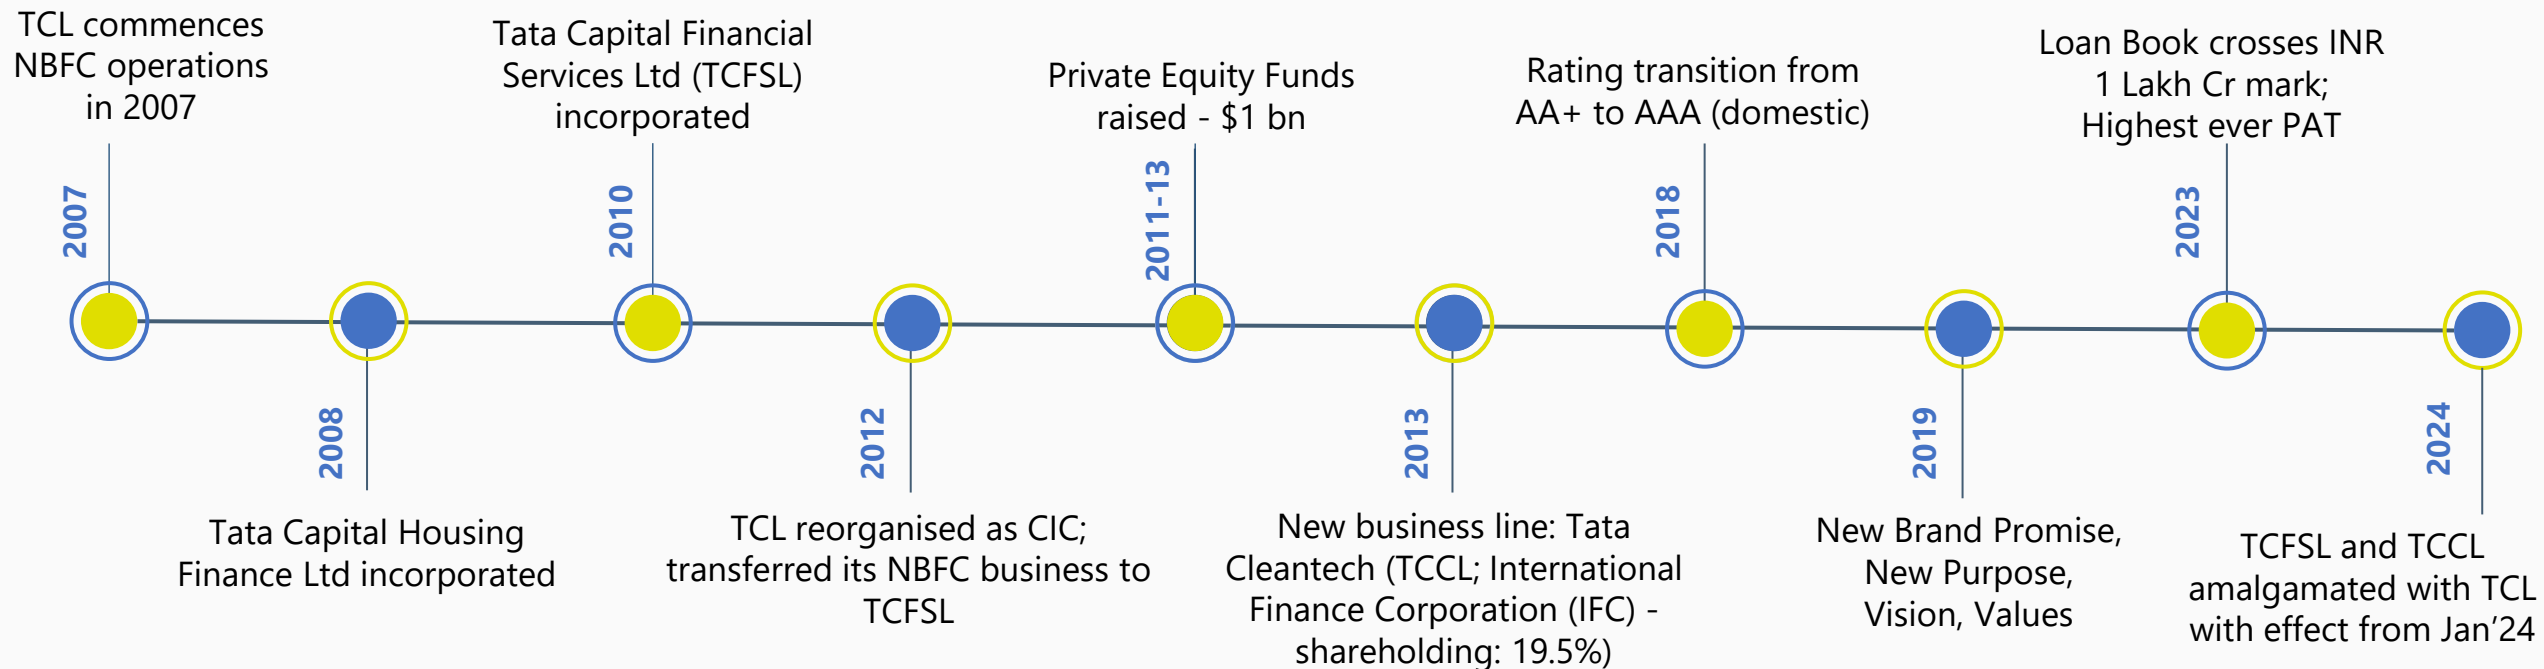 TCL commences
NBFC operations
in 2007
2007
2008
Tata Capital Housing
Finance Ltd incorporated
Tata Capital Financial
Services Ltd (TCFSL)
incorporated
2010
2012
TCL reorganised as CIC;
transferred its NBFC business to
TCFSL
Private Equity Funds
raised - $1 bn
2011-13
2013
New business line: Tata
Cleantech (TCCL; International
Finance Corporation (IFC) -
shareholding: 19.5%)
Rating transition from
AA+ to AAA (domestic)
2018
2019
New Brand Promise,
New Purpose,
Vision, Values
Loan Book crosses INR
1 Lakh Cr mark;
Highest ever PAT
2023
2024
TCFSL and TCCL
amalgamated with TCL
with effect from Jan’24